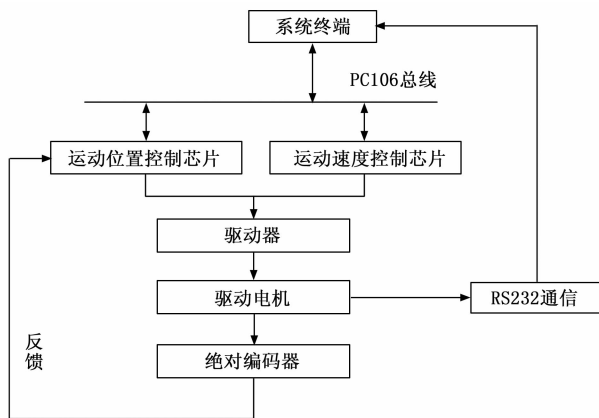 系统终端
PC106总线
运动位置控制芯片
运动速度控制芯片
驱动器
驱动电机
RS232通信
反馈
绝对编码器